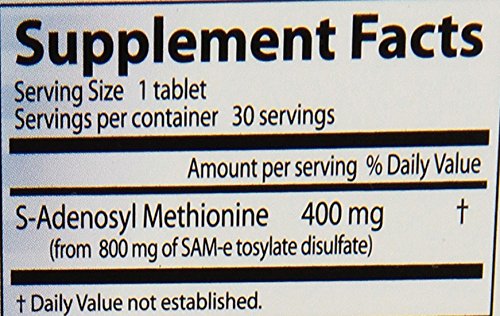 Supplement Facts
Serving Size 1 tablet
Servings per container 30 servings
Amount per serving % Daily Value
S-Adenosyl Methionine 400 mg †
(from 800 mg of SAM-e tosylate disulfate)
† Daily Value not established.